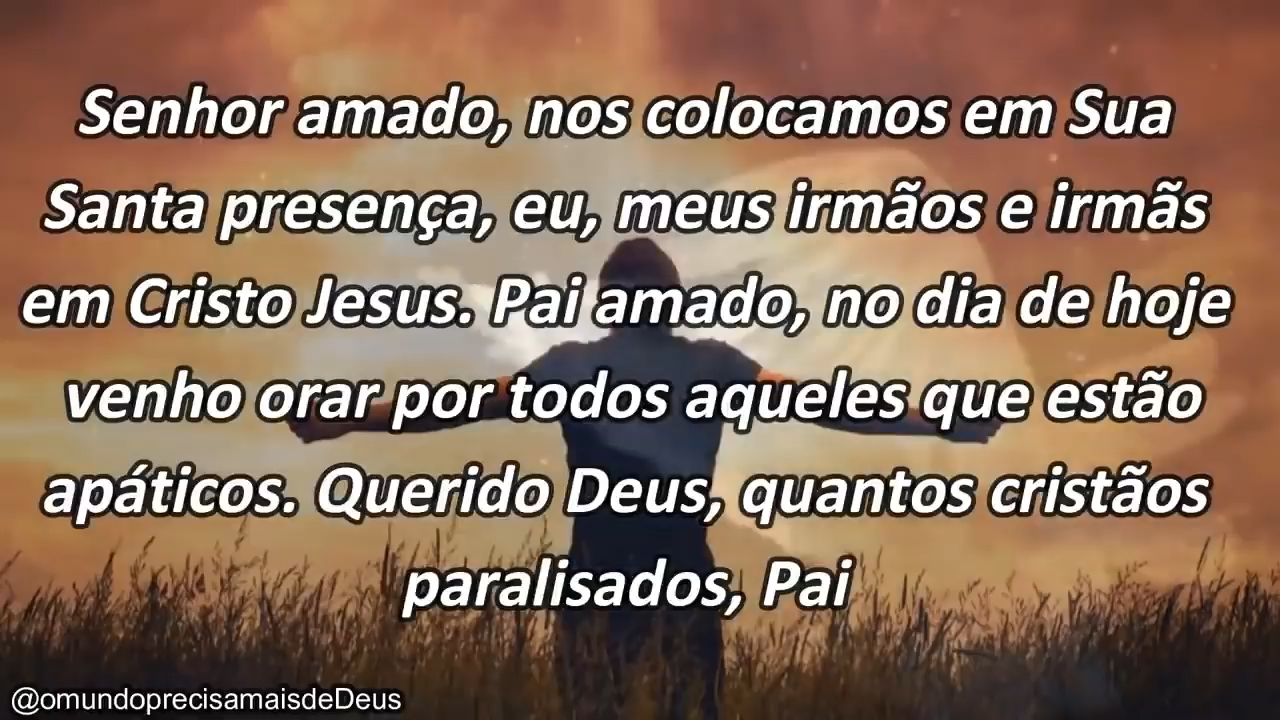 Senhor amado, nos colocamos em Sua
Santa presença, eu, meus irmãos e irmãs
em Cristo Jesus. Pai amado, no dia de hoje
venho orar por todos aqueles que estão
apáticos. Querido Deus, quantos cristãos
paralisados, Pai
@omundoprecisamaisdeDeus